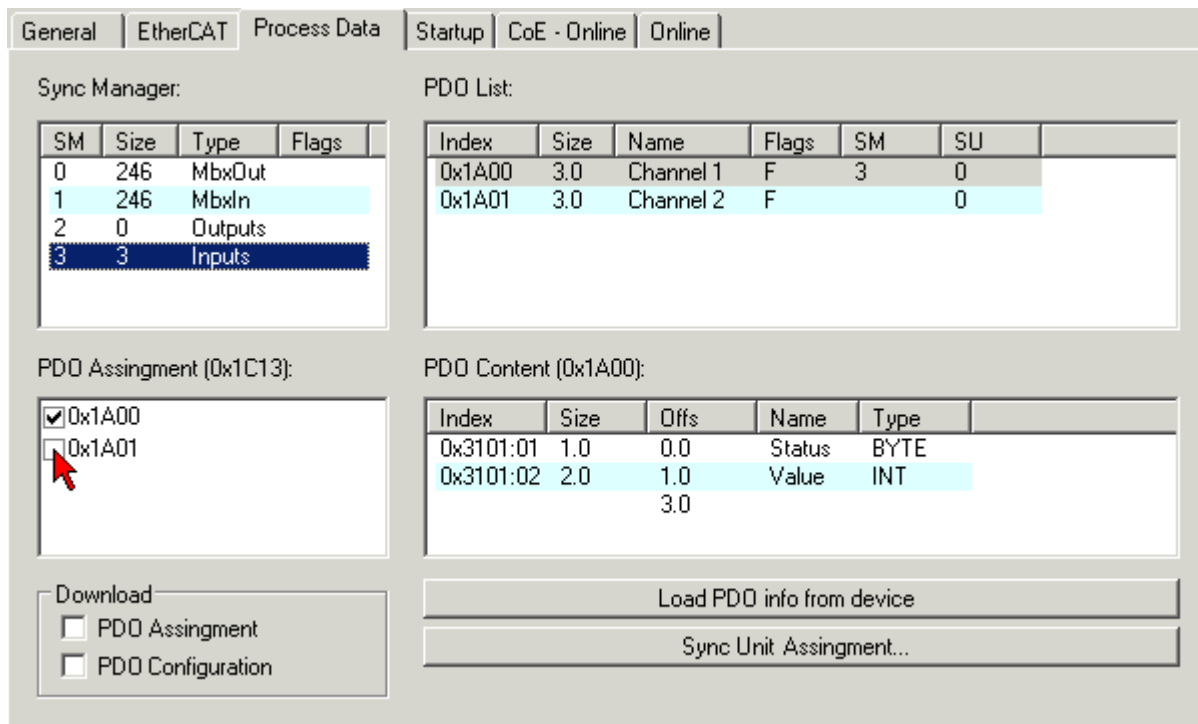 General EtherCAT Process Data Startup CoE - Online Online
Sync Manager:
SM Size Type Flags
0 246 MbxOut
1 246 MbxIn
2 0 Outputs
3 3 Inputs
PDO List:
Index Size Name Flags SM SU
0x1A00 3.0 Channel 1 F 3 0
0x1A01 3.0 Channel 2 F 0
PDO Assingment (0x1C13):
0x1A00
0x1A01
PDO Content (0x1A00):
Index Size Offs Name Type
0x3101:01 1.0 0.0 Status BYTE
0x3101:02 2.0 1.0 Value INT
3.0
Download
PDO Assingment
PDO Configuration
Load PDO info from device
Sync Unit Assingment...